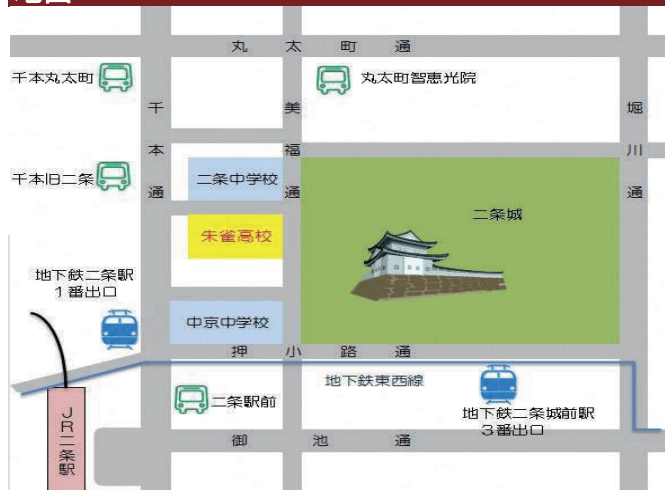 丸太町通
千本丸太町
丸太町智恵光院
千本通
美福通
堀川通
千本旧二条
二条中学校
二条城
朱雀高校
地下鉄二条駅
1番出口
中京中学校
押小路通
地下鉄東西線
二条駅前
地下鉄二条城前駅
3番出口
JR二条駅
御池通